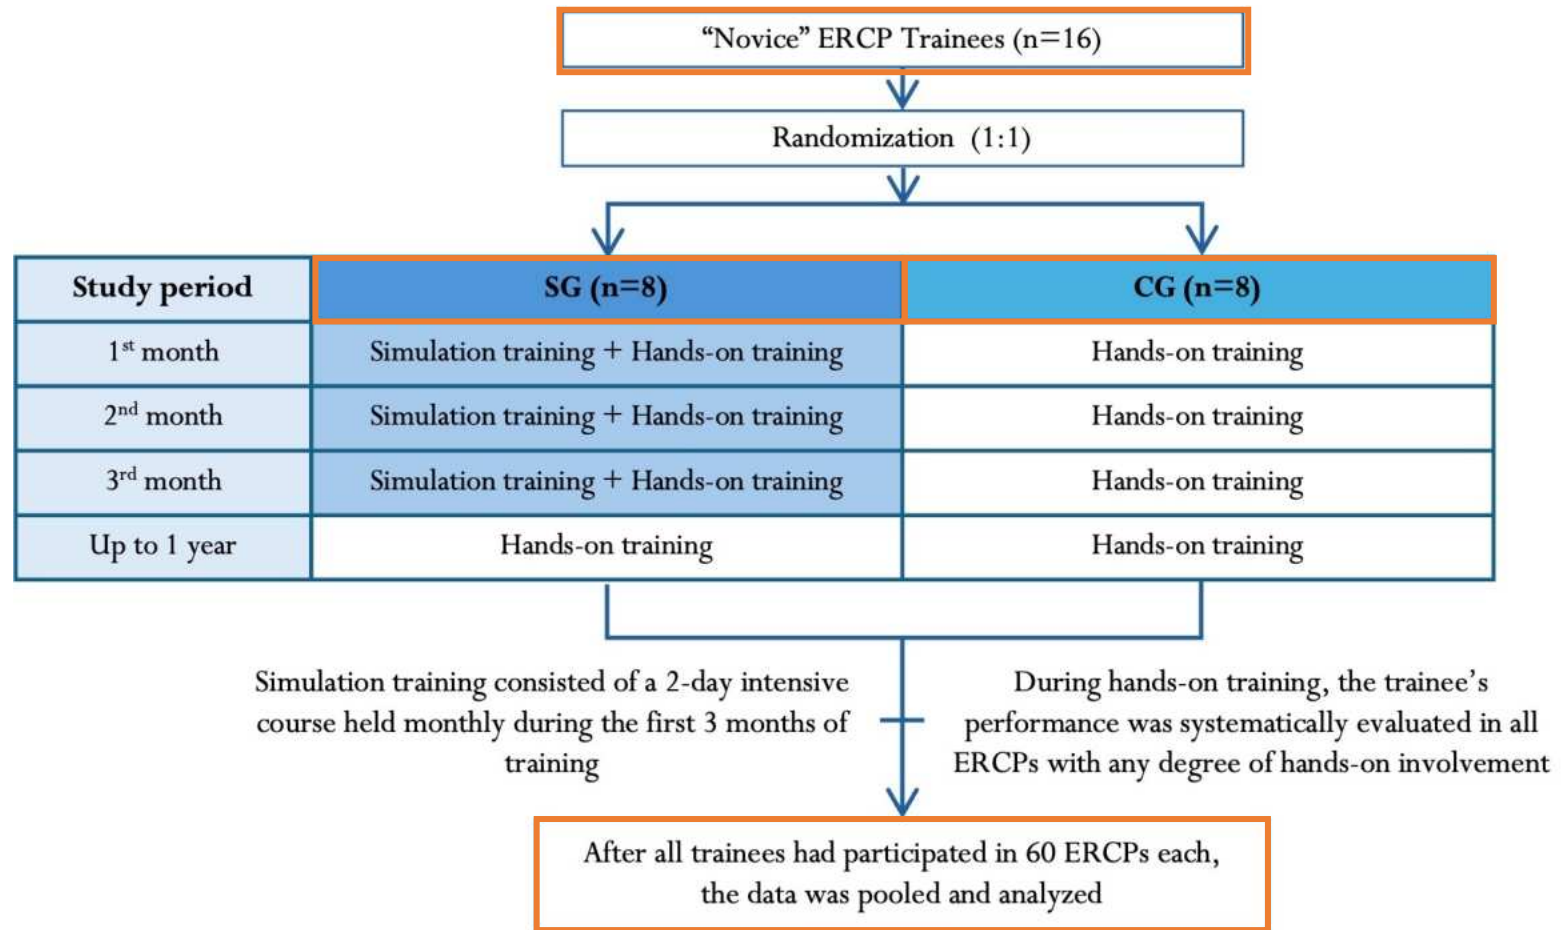 “Novice” ERCP Trainees (n=16)
Randomization (1:1)
Study period
SG (n=8)
CG (n=8)
1st month
Simulation training + Hands-on training
Hands-on training
2nd month
Simulation training + Hands-on training
Hands-on training
3rd month
Simulation training + Hands-on training
Hands-on training
Up to 1 year
Hands-on training
Hands-on training
Simulation training consisted of a 2-day intensive
course held monthly during the first 3 months of
training
During hands-on training, the trainee’s
performance was systematically evaluated in all
ERCPs with any degree of hands-on involvement
After all trainees had participated in 60 ERCPs each,
the data was pooled and analyzed